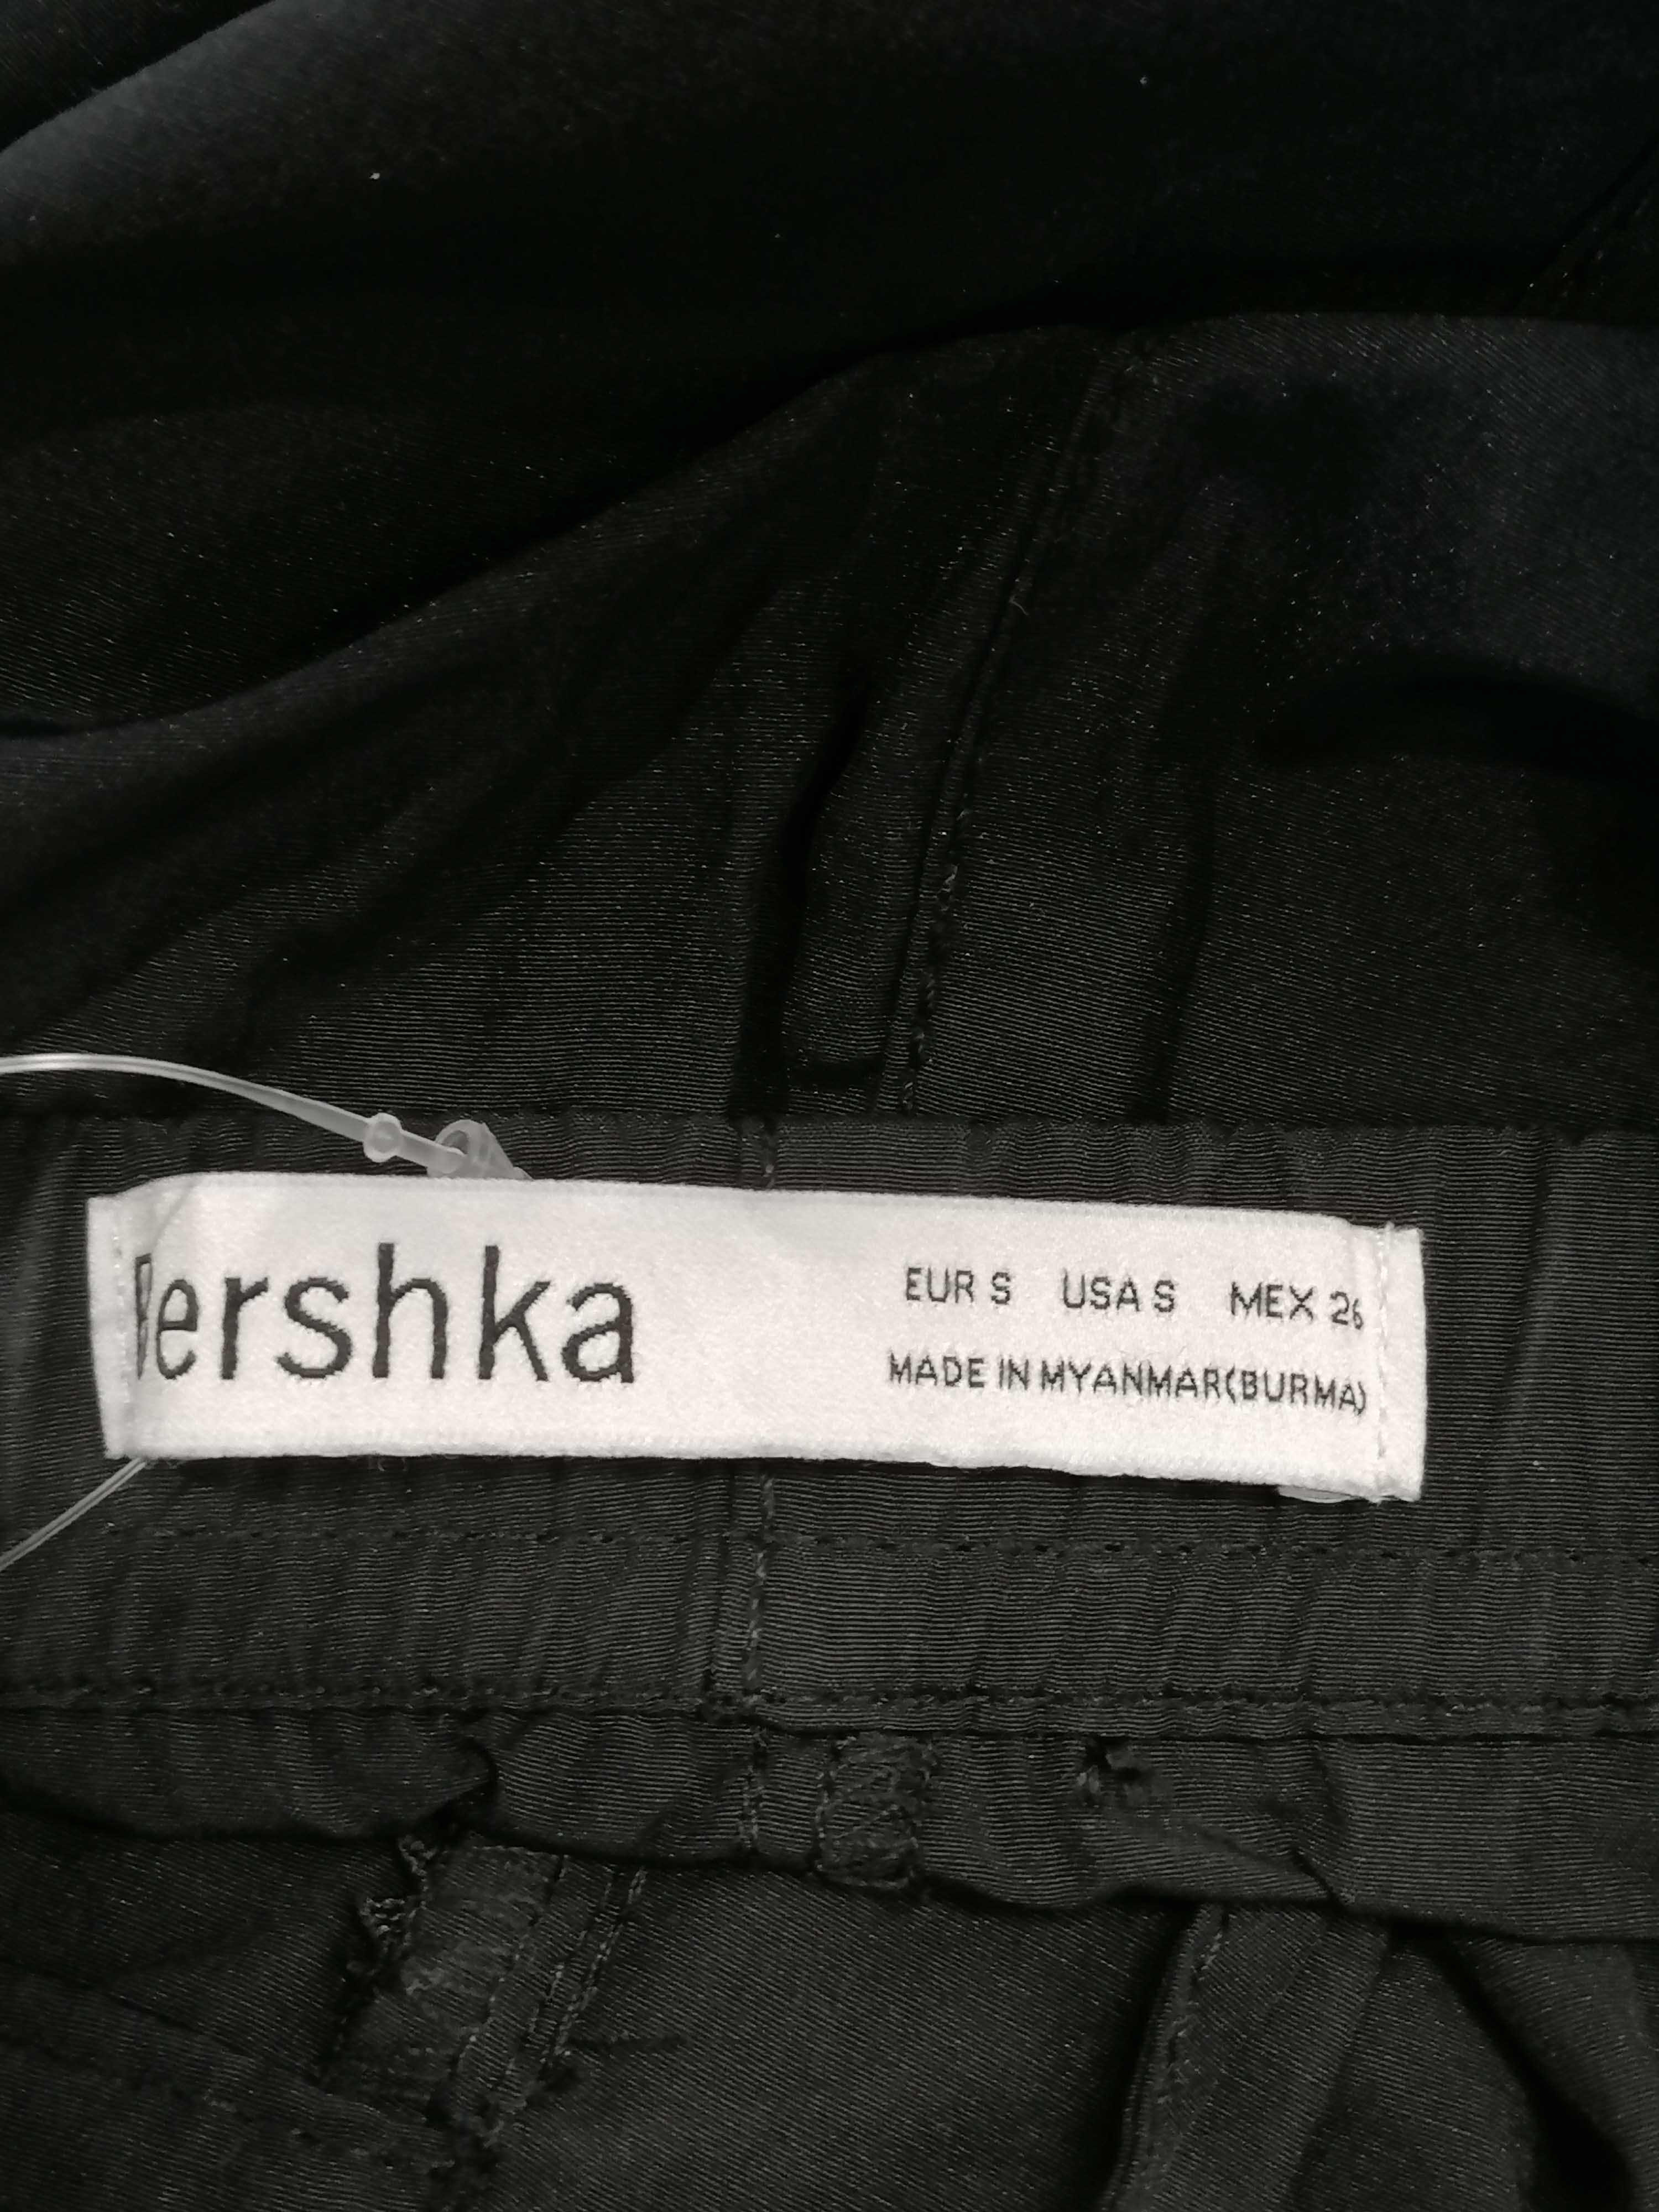 Bershka
EUR S USA S MEX 26
MADE IN MYANMAR(BURMA)